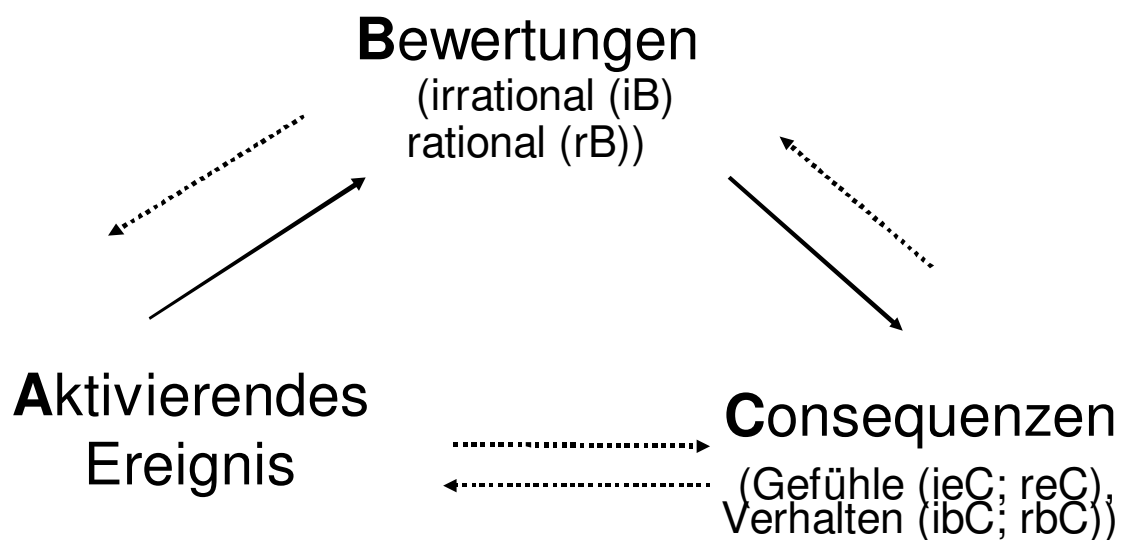 Bewertungen
(irrational (iB)
rational (rB))
Aktivierendes
Ereignis
Consequenzen
(Gefühle (ieC; reC),
Verhalten (ibC; rbC))